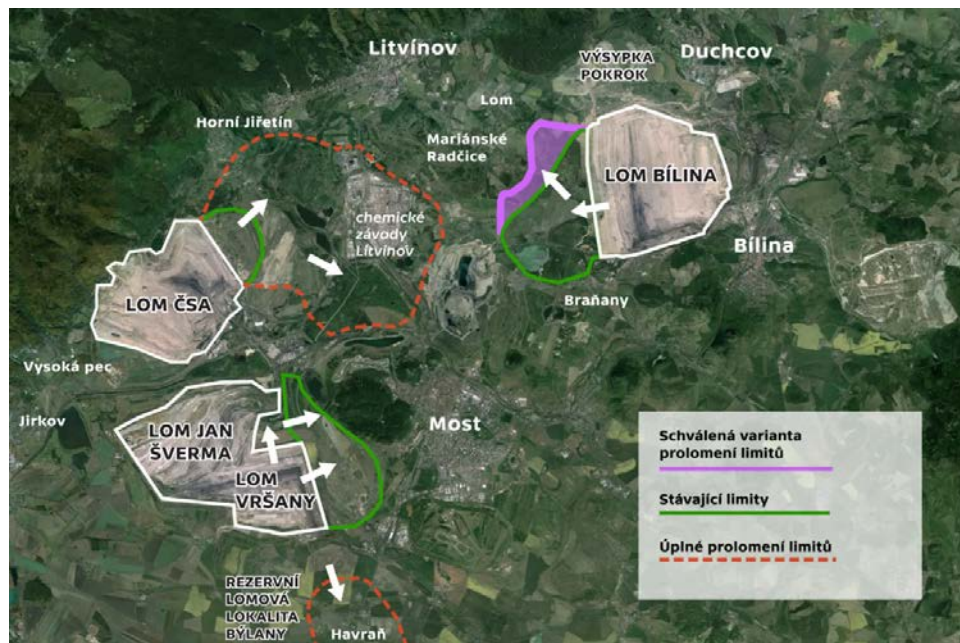 Litvínov
Duchcov
VÝSYPKA
POKROK
Lom
Horní Jiřetín
Mariánské
Radčice
LOM BÍLINA
chemické
závody
Litvínov
Bílina
LOM ČSA
Braňany
Vysoká pec
Jirkov
LOM JAN
ŠVERMA
Most
LOM
VRŠANY
Schválená varianta
prolomení limitů
Stávající limity
Úplné prolomení limitů
REZERVNÍ
LOMOVÁ
LOKALITA
BÝLANY
Havraň